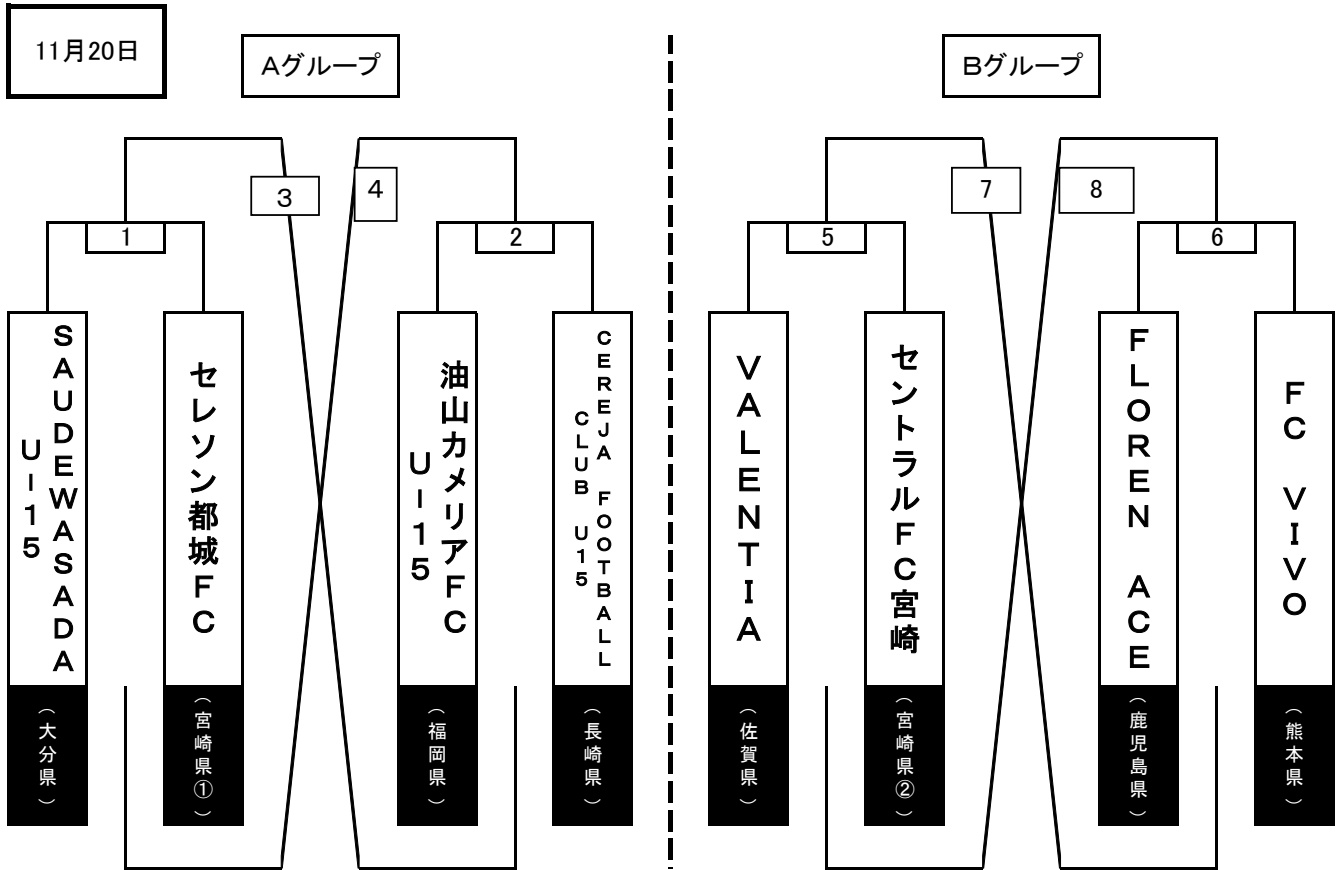 11月20日
Aグループ
Bグループ
3
4
7
8
1
2
5
6
SAUDEWASADA
U-15
セレソン都城FC
油山カメリアFC
U-15
CEREJA FOOTBALL
CLUB U15
VALENTIA
セントラルFC宮崎
FLOREN ACE
FC VIVO
（大分県）
（宮崎県①）
（福岡県）
（長崎県）
（佐賀県）
（宮崎県②）
（鹿児島県）
（熊本県）